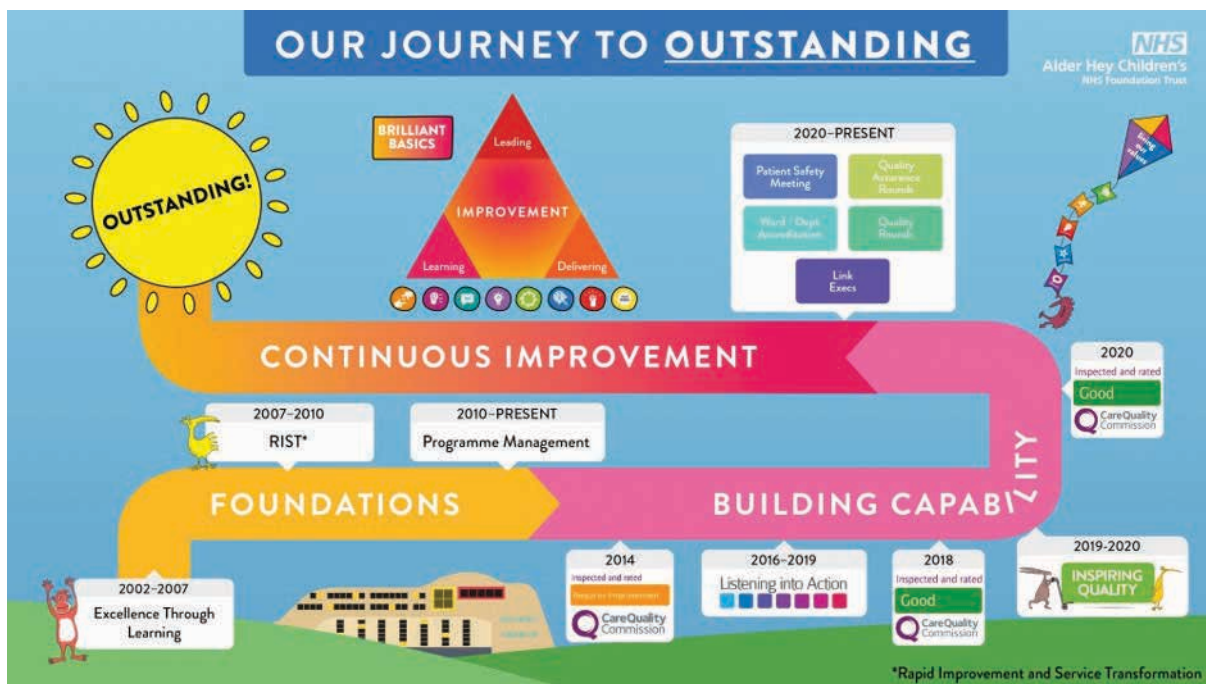 OUR JOURNEY TO OUTSTANDING
NHS
Alder Hey Children's
NHS Foundation Trust
OUTSTANDING!
BRILLIANT
BASICS
Leading
IMPROVEMENT
Learning
Delivering
2020–PRESENT
Patient Safety
Meeting
Quality
Assurance
Rounds
Ward / Dept
Accreditation
Quality
Rounds
Link
Execs
living
our
values
CONTINUOUS IMPROVEMENT
2020
Inspected and rated
Good
CareQuality
Commission
2007–2010
RIST*
2010–PRESENT
Programme Management
FOUNDATIONS
BUILDING CAPABILITY
2002–2007
Excellence Through
Learning
2014
Inspected and rated
Requires Improvement
CareQuality
Commission
2016–2019
Listening into Action
2018
Inspected and rated
Good
CareQuality
Commission
2019-2020
INSPIRING
QUALITY
*Rapid Improvement and Service Transformation